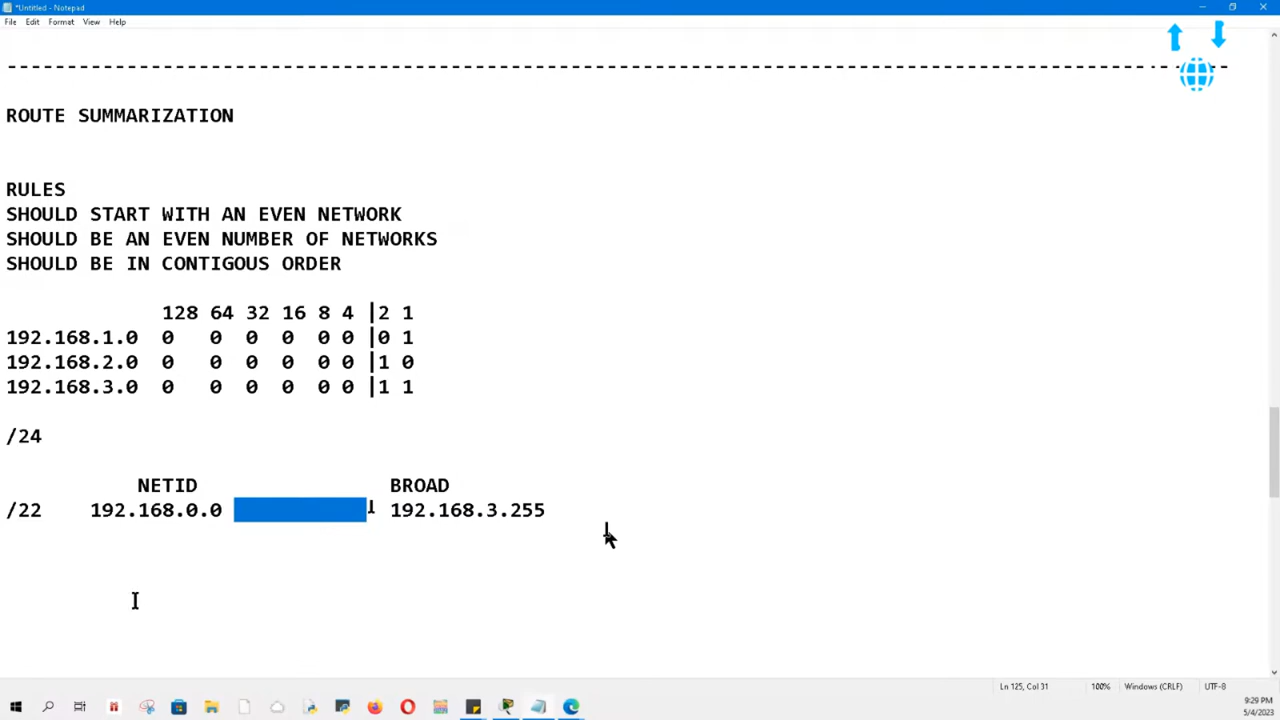 *Untitled - Notepad
File Edit Format View Help
ROUTE SUMMARIZATION
RULES
SHOULD START WITH AN EVEN NETWORK
SHOULD BE AN EVEN NUMBER OF NETWORKS
SHOULD BE IN CONTIGOUS ORDER
128 64 32 16 8 4 |2 1
192.168.1.0 0 0 0 0 0 0 |0 1
192.168.2.0 0 0 0 0 0 0 |1 0
192.168.3.0 0 0 0 0 0 0 |1 1
/24
NETID BROAD
/22 192.168.0.0 192.168.3.255
Ln 125, Col 31 100% Windows (CRLF) UTF-8
9:29 PM
5/4/2023